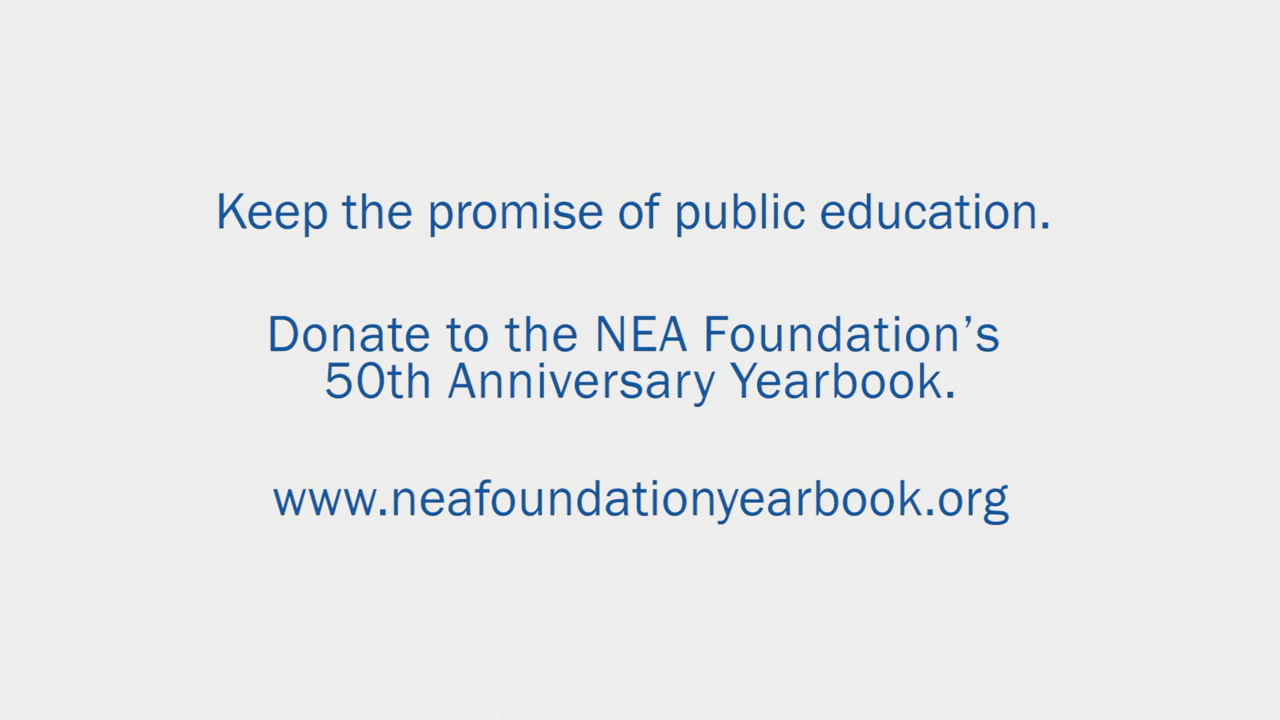 Keep the promise of public education.
Donate to the NEA Foundation’s
50th Anniversary Yearbook.
www.neafoundationyearbook.org